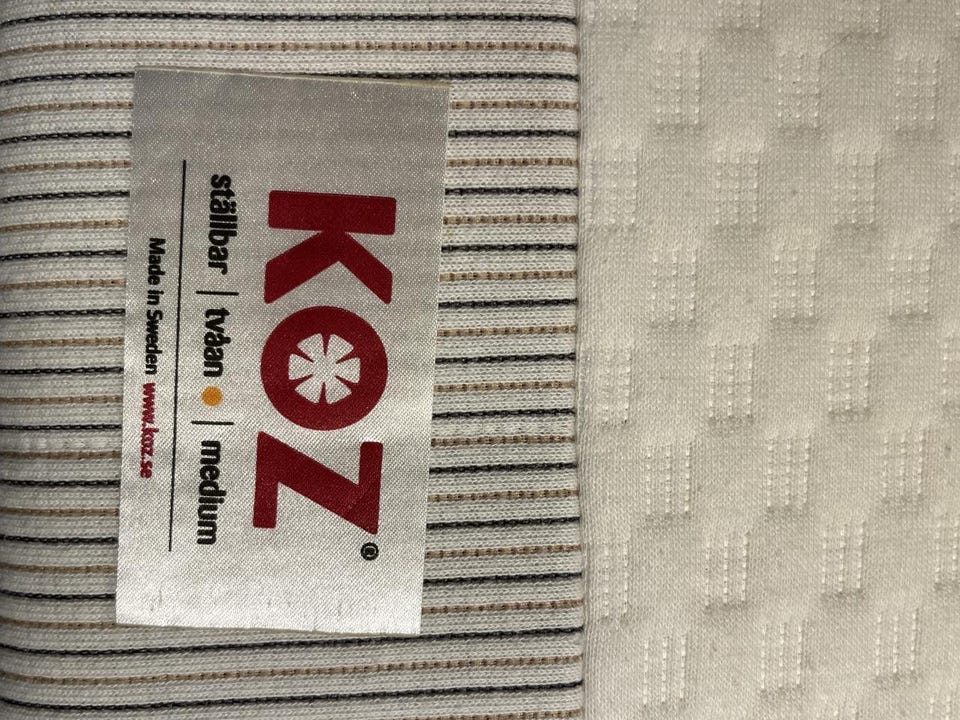 KOZ®
ställbar | tvåan | medium
Made in Sweden www.koz.se